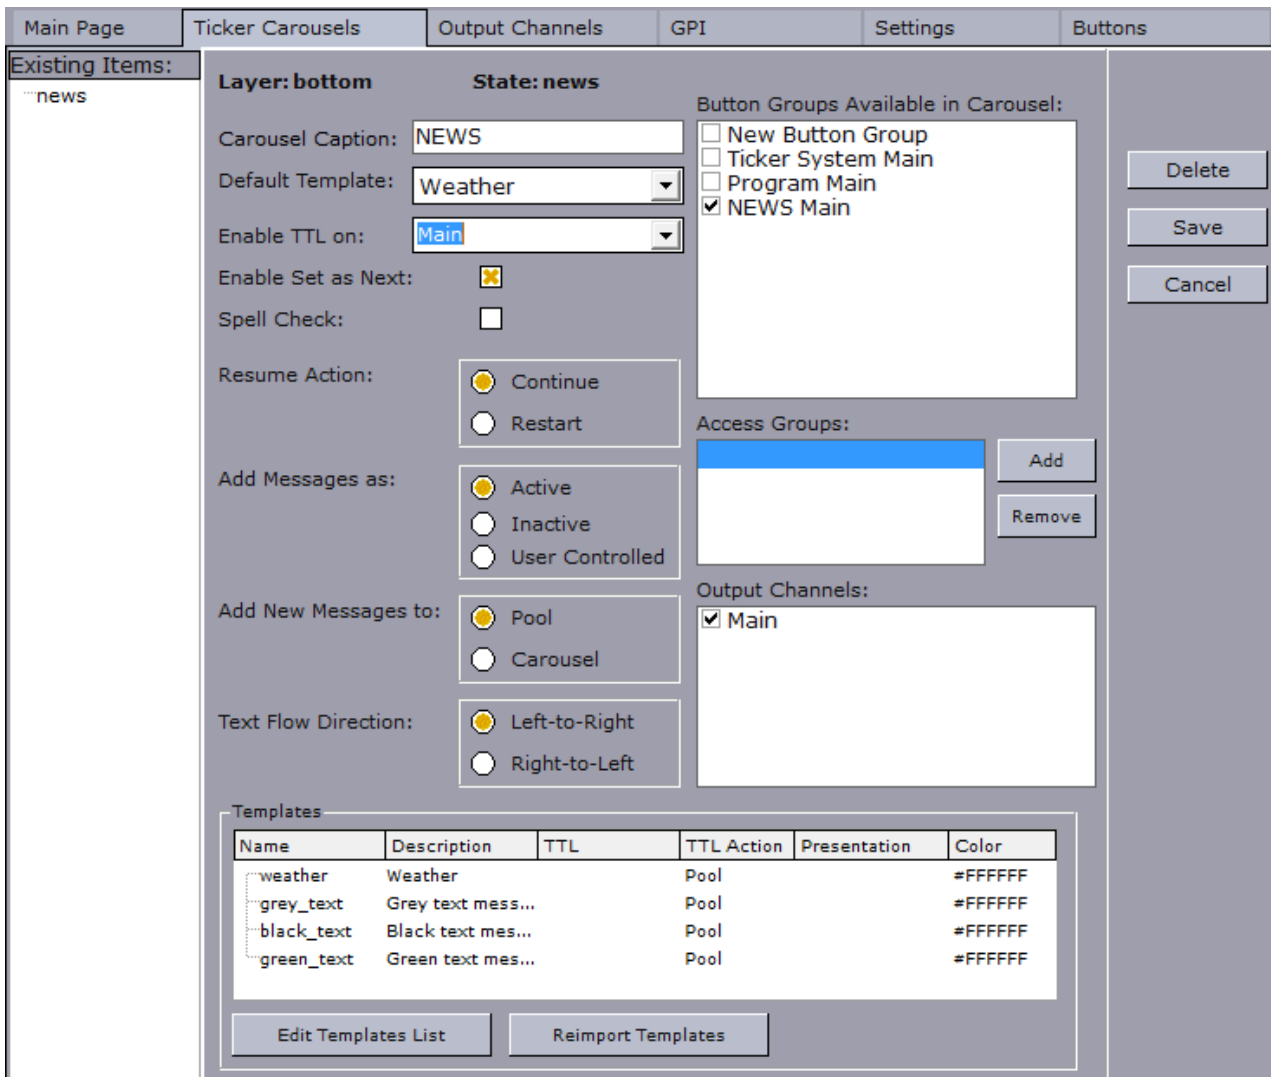 Main Page Ticker Carousels Output Channels GPI Settings Buttons
Existing Items:
news
Layer: bottom State: news
Carousel Caption: NEWS
Default Template: Weather
Enable TTL on: Main
Enable Set as Next:
Spell Check:
Resume Action:
Continue
Restart
Add Messages as:
Active
Inactive
User Controlled
Add New Messages to:
Pool
Carousel
Text Flow Direction:
Left-to-Right
Right-to-Left
Button Groups Available in Carousel:
New Button Group
Ticker System Main
Program Main
NEWS Main
Access Groups:
Add
Remove
Output Channels:
Main
Delete
Save
Cancel
Templates
Name Description TTL TTL Action Presentation Color
weather Weather Pool #FFFFFF
grey_text Grey text mess... Pool #FFFFFF
black_text Black text mes... Pool #FFFFFF
green_text Green text mes... Pool #FFFFFF
Edit Templates List Reimport Templates